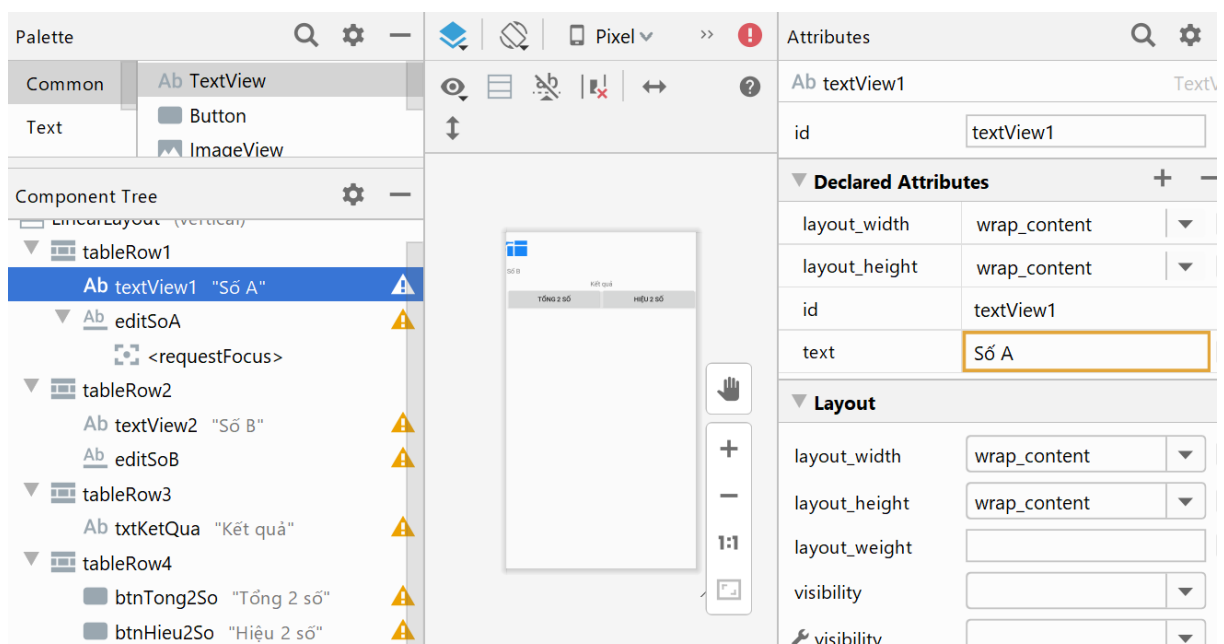 Palette
Common
Text
Ab TextView
Button
ImageView
Component Tree
LinearLayout (vertical)
tableRow1
Ab textView1 "Số A"
Ab editSoA
<requestFocus>
tableRow2
Ab textView2 "Số B"
Ab editSoB
tableRow3
Ab txtKetQua "Kết quả"
tableRow4
btnTong2So "Tổng 2 số"
btnHieu2So "Hiệu 2 số"
Pixel
Số B
Kết quả
TỔNG 2 SỐ HIỆU 2 SỐ
1:1
Attributes
Ab textView1
id textView1
Declared Attributes
layout_width wrap_content
layout_height wrap_content
id textView1
text Số A
Layout
layout_width wrap_content
layout_height wrap_content
layout_weight
visibility
visibility